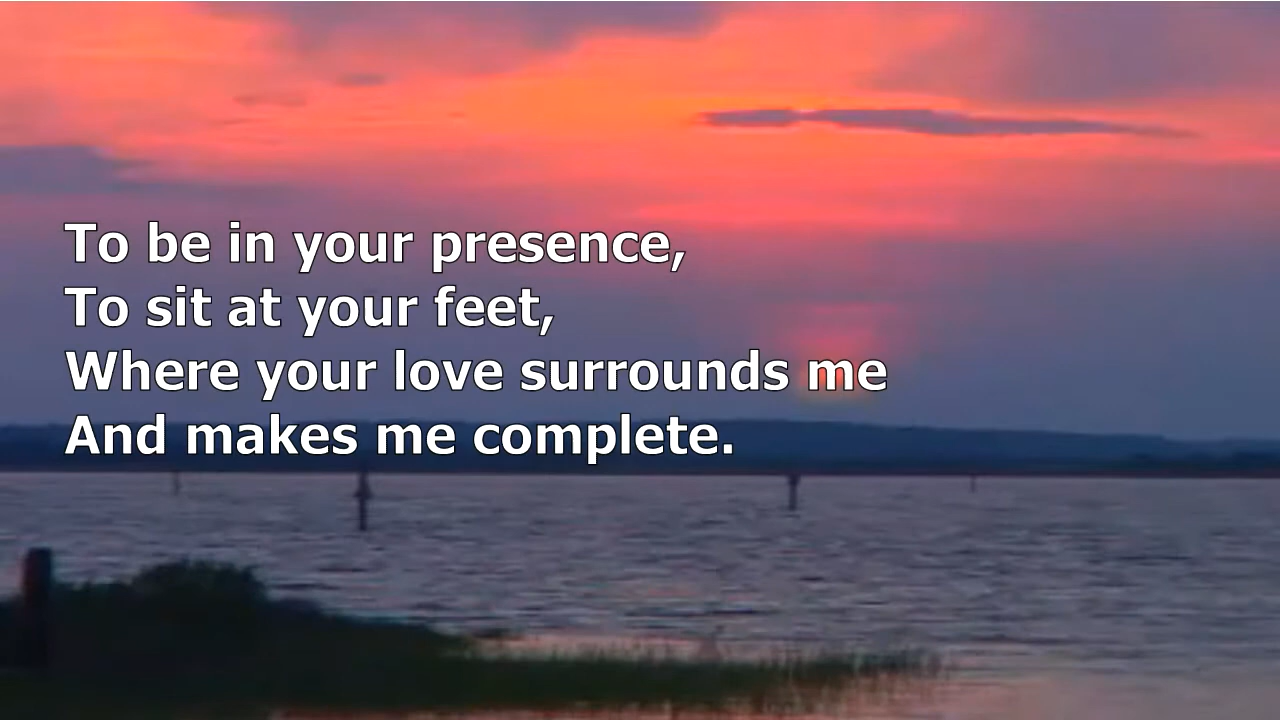 To be in your presence,
To sit at your feet,
Where your love surrounds me
And makes me complete.